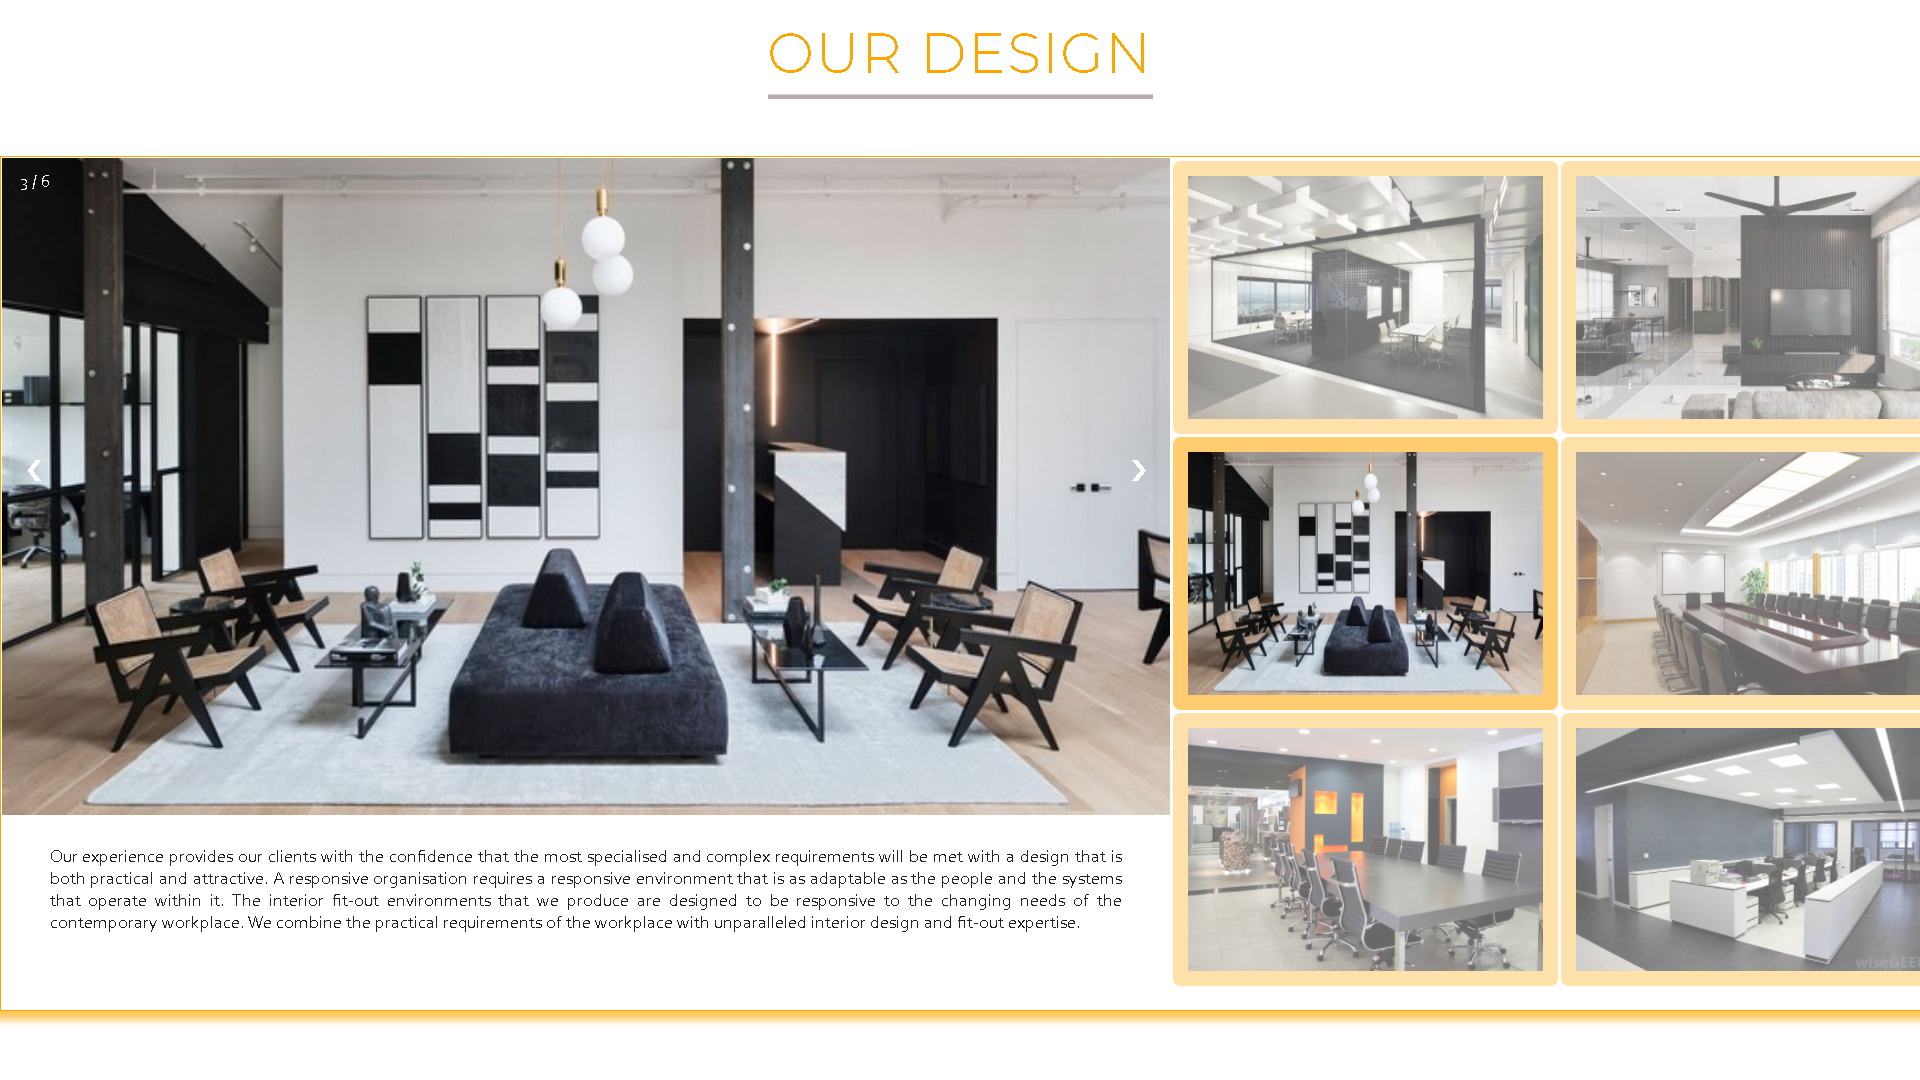 OUR DESIGN
3 / 6
❮
❯
Our experience provides our clients with the confidence that the most specialised and complex requirements will be met with a design that is
both practical and attractive. A responsive organisation requires a responsive environment that is as adaptable as the people and the systems
that operate within it. The interior fit-out environments that we produce are designed to be responsive to the changing needs of the
contemporary workplace. We combine the practical requirements of the workplace with unparalleled interior design and fit-out expertise.